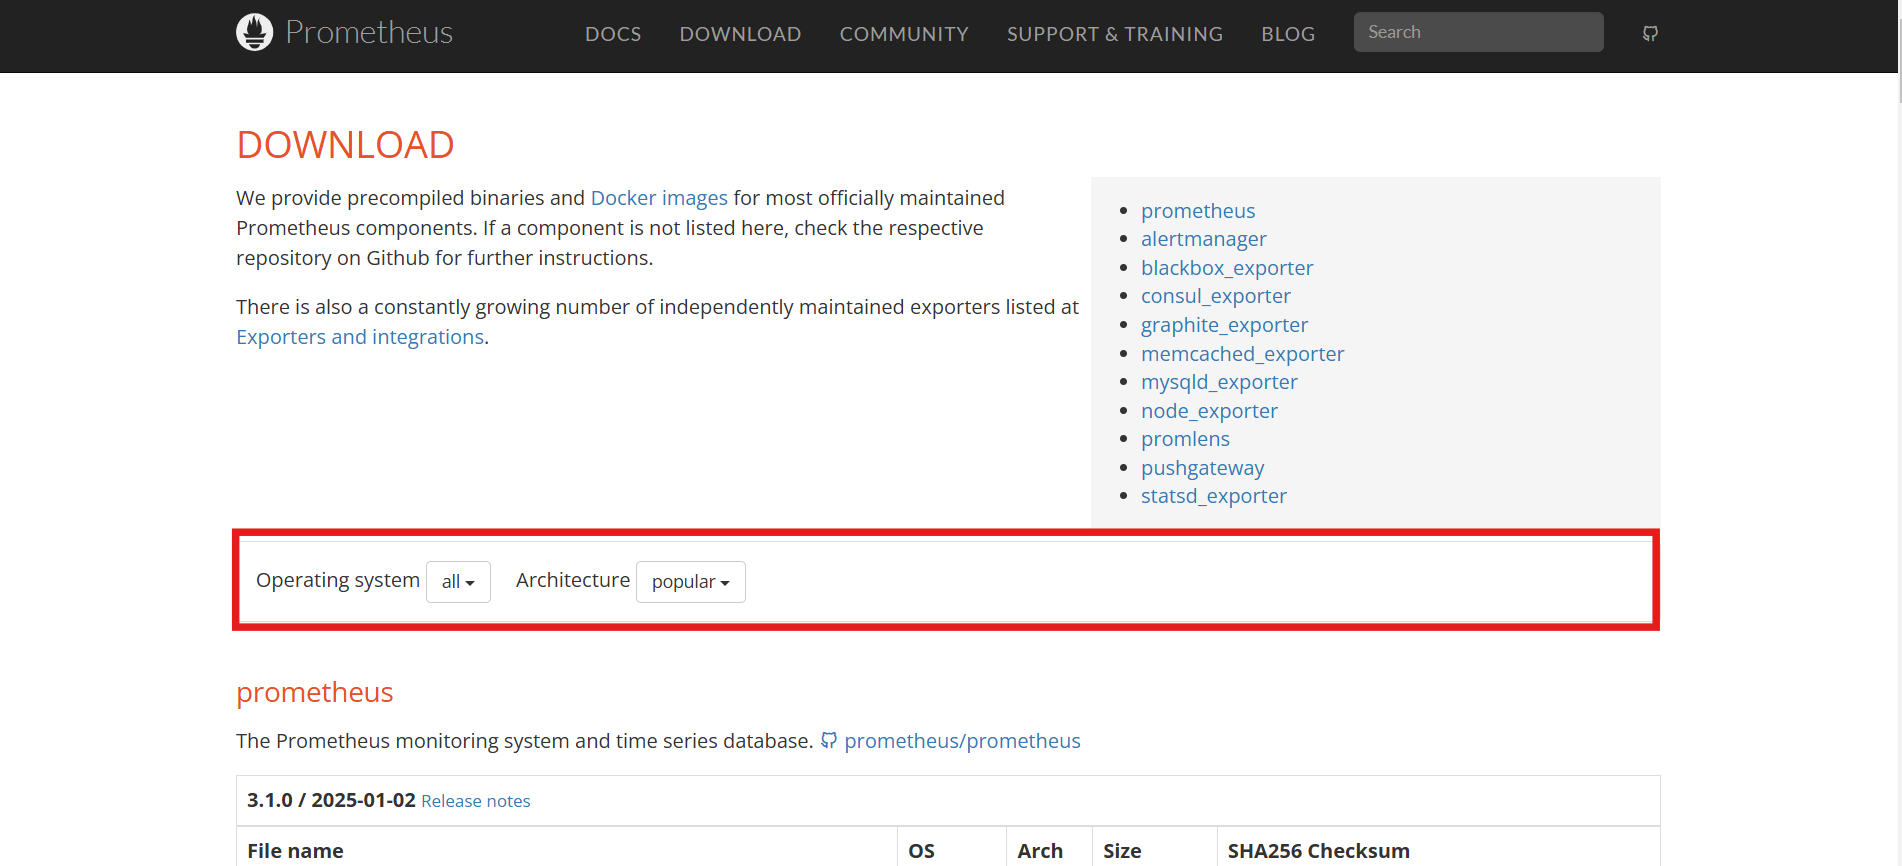 Prometheus
DOCS
DOWNLOAD
COMMUNITY
SUPPORT & TRAINING
BLOG
Search
DOWNLOAD
We provide precompiled binaries and Docker images for most officially maintained
Prometheus components. If a component is not listed here, check the respective
repository on Github for further instructions.
There is also a constantly growing number of independently maintained exporters listed at
Exporters and integrations.
prometheus
alertmanager
blackbox_exporter
consul_exporter
graphite_exporter
memcached_exporter
mysqld_exporter
node_exporter
promlens
pushgateway
statsd_exporter
Operating system all Architecture popular
prometheus
The Prometheus monitoring system and time series database. prometheus/prometheus
3.1.0 / 2025-01-02 Release notes
File name OS Arch Size SHA256 Checksum